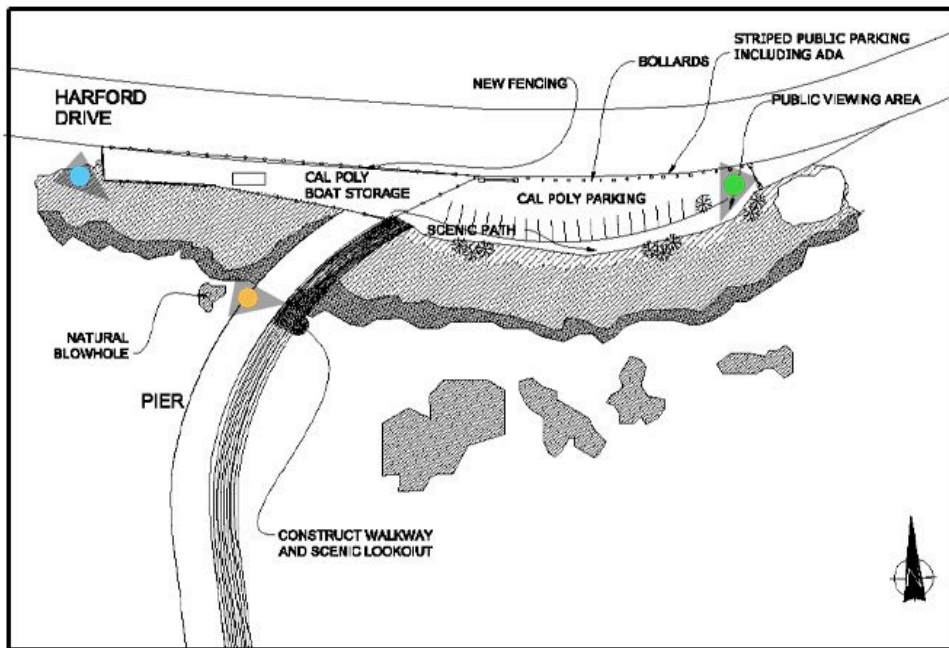 STRIPED PUBLIC PARKING
INCLUDING ADA
BOLLARDS
NEW FENCING
PUBLIC VIEWING AREA
HARFORD
DRIVE
CAL POLY
BOAT STORAGE
CAL POLY PARKING
SCENIC PATH
NATURAL
BLOWHOLE
PIER
CONSTRUCT WALKWAY
AND SCENIC LOOKOIUT
N